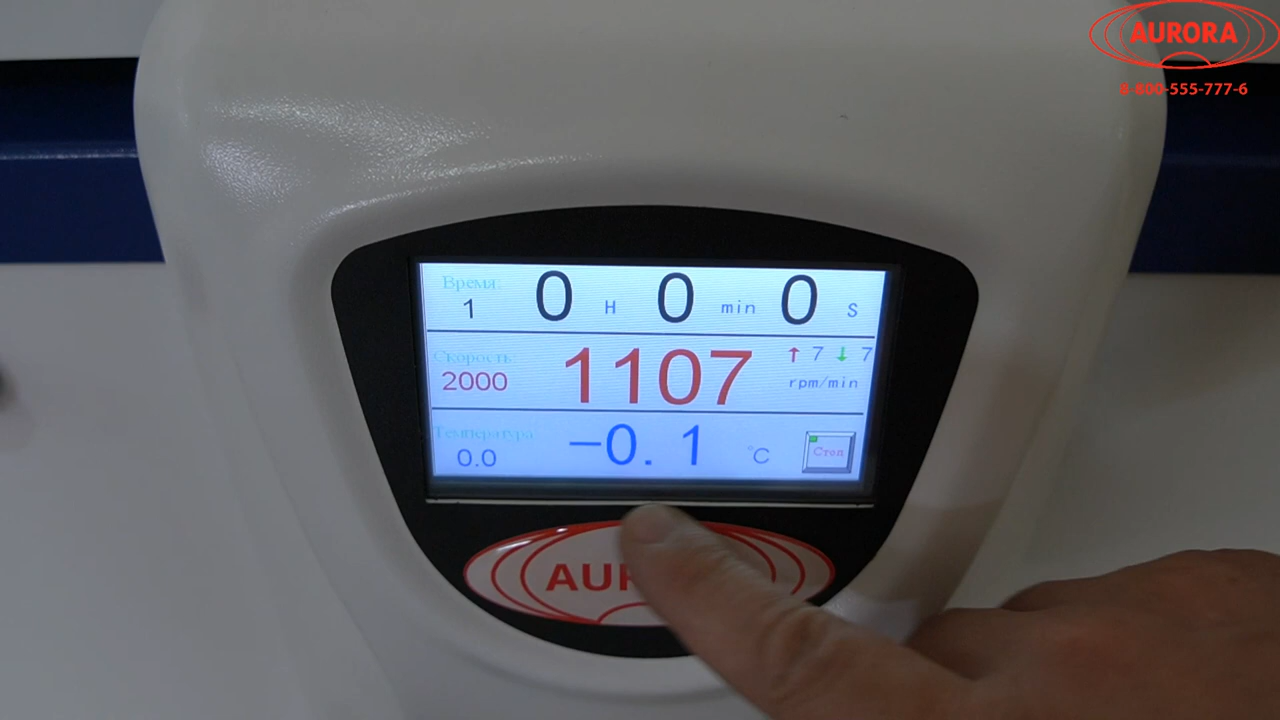 AURORA
8-800-555-777-6
Время:
1 0 H 0 min 0 S
Скорость
2000 1107 ↑ 7 ↓ 7
rpm/min
Температура
0.0 −0.1 °C Стоп